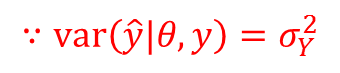 ∵ var(ŷ|θ, y) = σ_Y^2